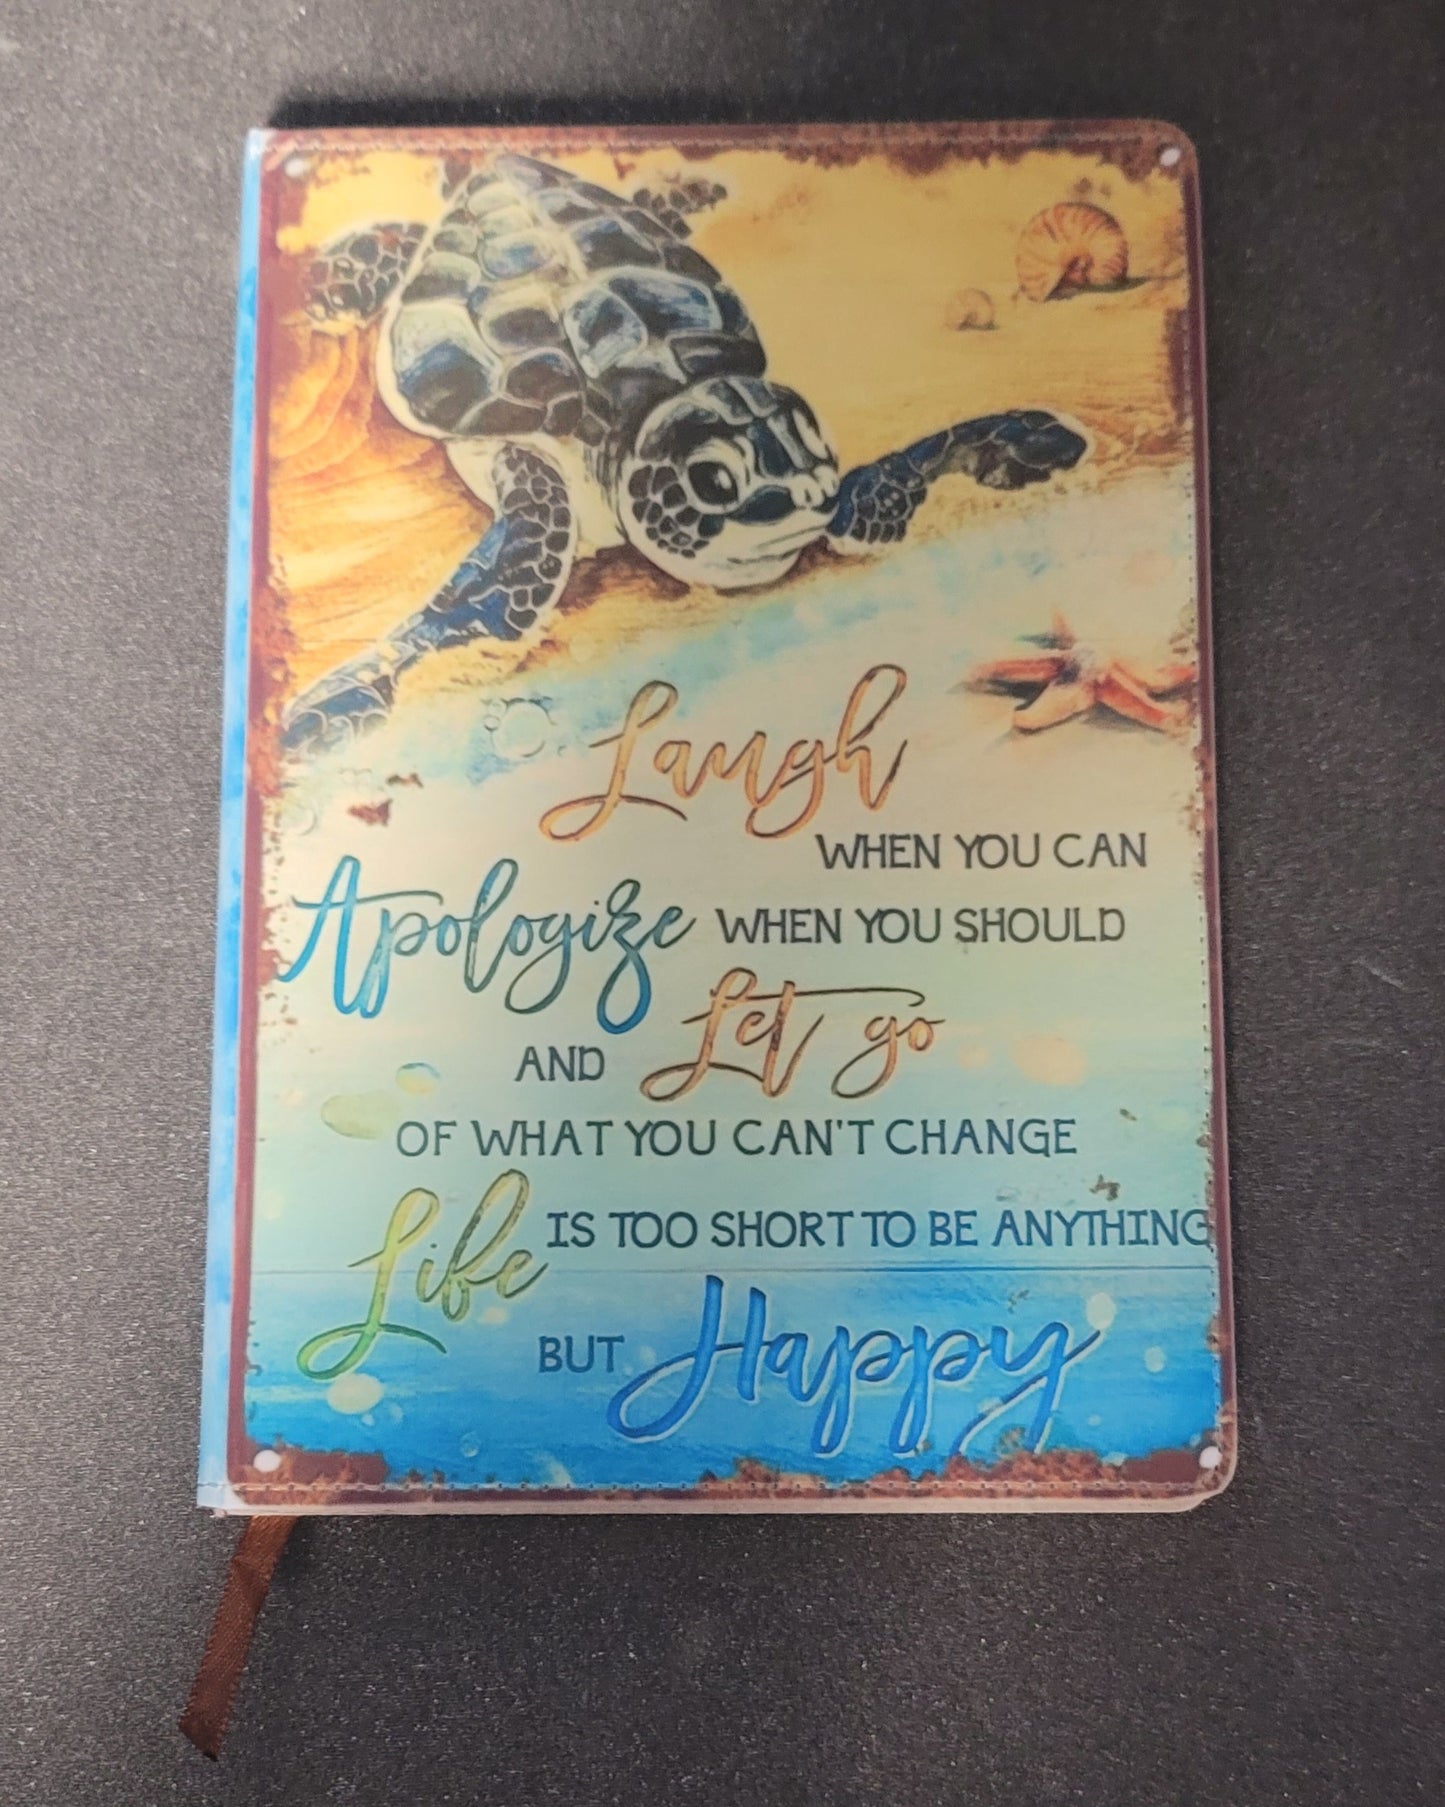 Laugh
WHEN YOU CAN
Apologize WHEN YOU SHOULD
AND Let go
OF WHAT YOU CAN'T CHANGE
Life IS TOO SHORT TO BE ANYTHING
BUT Happy